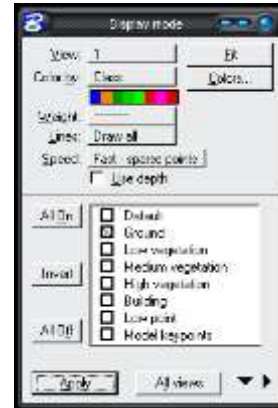 Display mode
View: 1 Fit
Color by: Class Colors...
Weight:
Lines: Draw all
Speed: Fast - sparse points
Use depth
All On
Default
Ground
Low vegetation
Invert
Medium vegetation
High vegetation
Building
All Off
Low point
Model keypoints
Apply All views